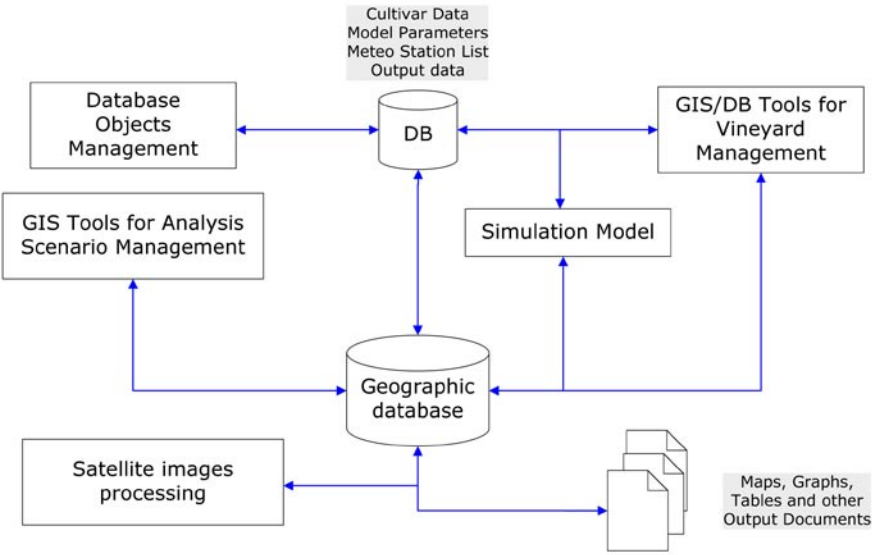 Cultivar Data
Model Parameters
Meteo Station List
Output data
Database
Objects
Management
DB
GIS/DB Tools for
Vineyard
Management
GIS Tools for Analysis
Scenario Management
Simulation Model
Geographic
database
Satellite images
processing
Maps, Graphs,
Tables and other
Output Documents